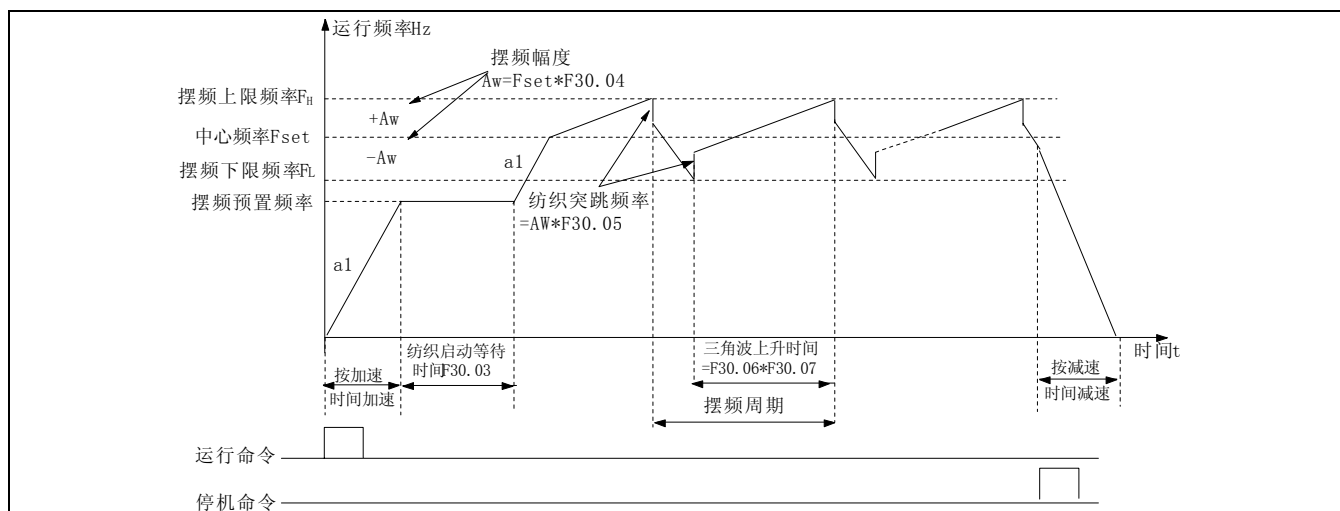 运行频率Hz
摆频幅度
Aw=Fset*F30.04
摆频上限频率FH
+Aw
中心频率Fset
-Aw
a1
摆频下限频率FL
摆频预置频率
纺织突跳频率
=AW*F30.05
a1
时间t
纺织启动等待
时间F30.03
三角波上升时间
=F30.06*F30.07
按加速
时间加速
按减速
时间减速
摆频周期
运行命令
停机命令